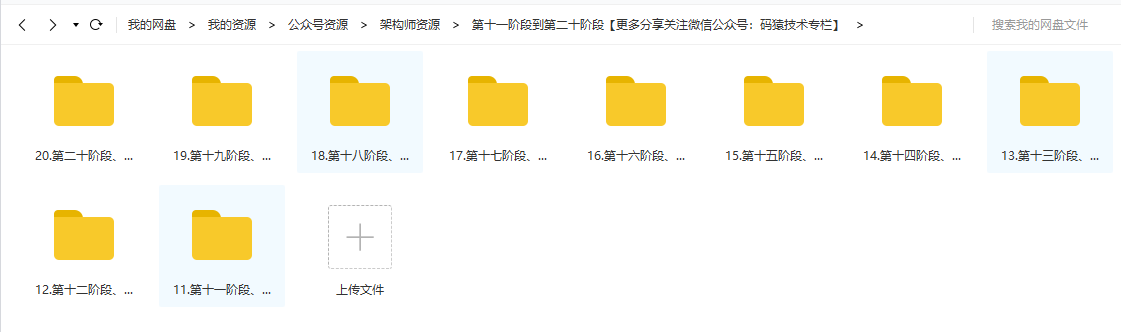 我的网盘 > 我的资源 > 公众号资源 > 架构师资源 > 第十一阶段到第二十阶段【更多分享关注微信公众号：码猿技术专栏】 > 搜索我的网盘文件
20.第二十阶段、... 19.第十九阶段、... 18.第十八阶段、... 17.第十七阶段、... 16.第十六阶段、... 15.第十五阶段、... 14.第十四阶段、... 13.第十三阶段、...
12.第十二阶段、... 11.第十一阶段、... 上传文件